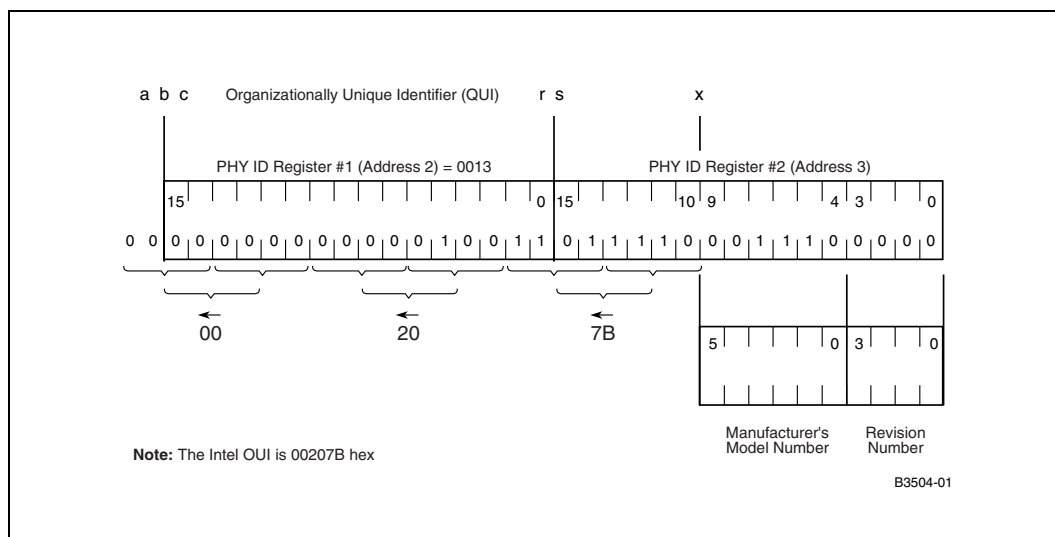 a b c Organizationally Unique Identifier (QUI) r s x
PHY ID Register #1 (Address 2) = 0013 PHY ID Register #2 (Address 3)
15 0 15 10 9 4 3 0
0 0 0 0 0 0 0 0 0 0 0 0 0 1 0 0 1 1 0 1 1 1 1 0 0 0 1 1 1 0 0 0 0 0
00 20 7B
5 0 3 0
Manufacturer's Revision
Model Number Number
Note: The Intel OUI is 00207B hex
B3504-01